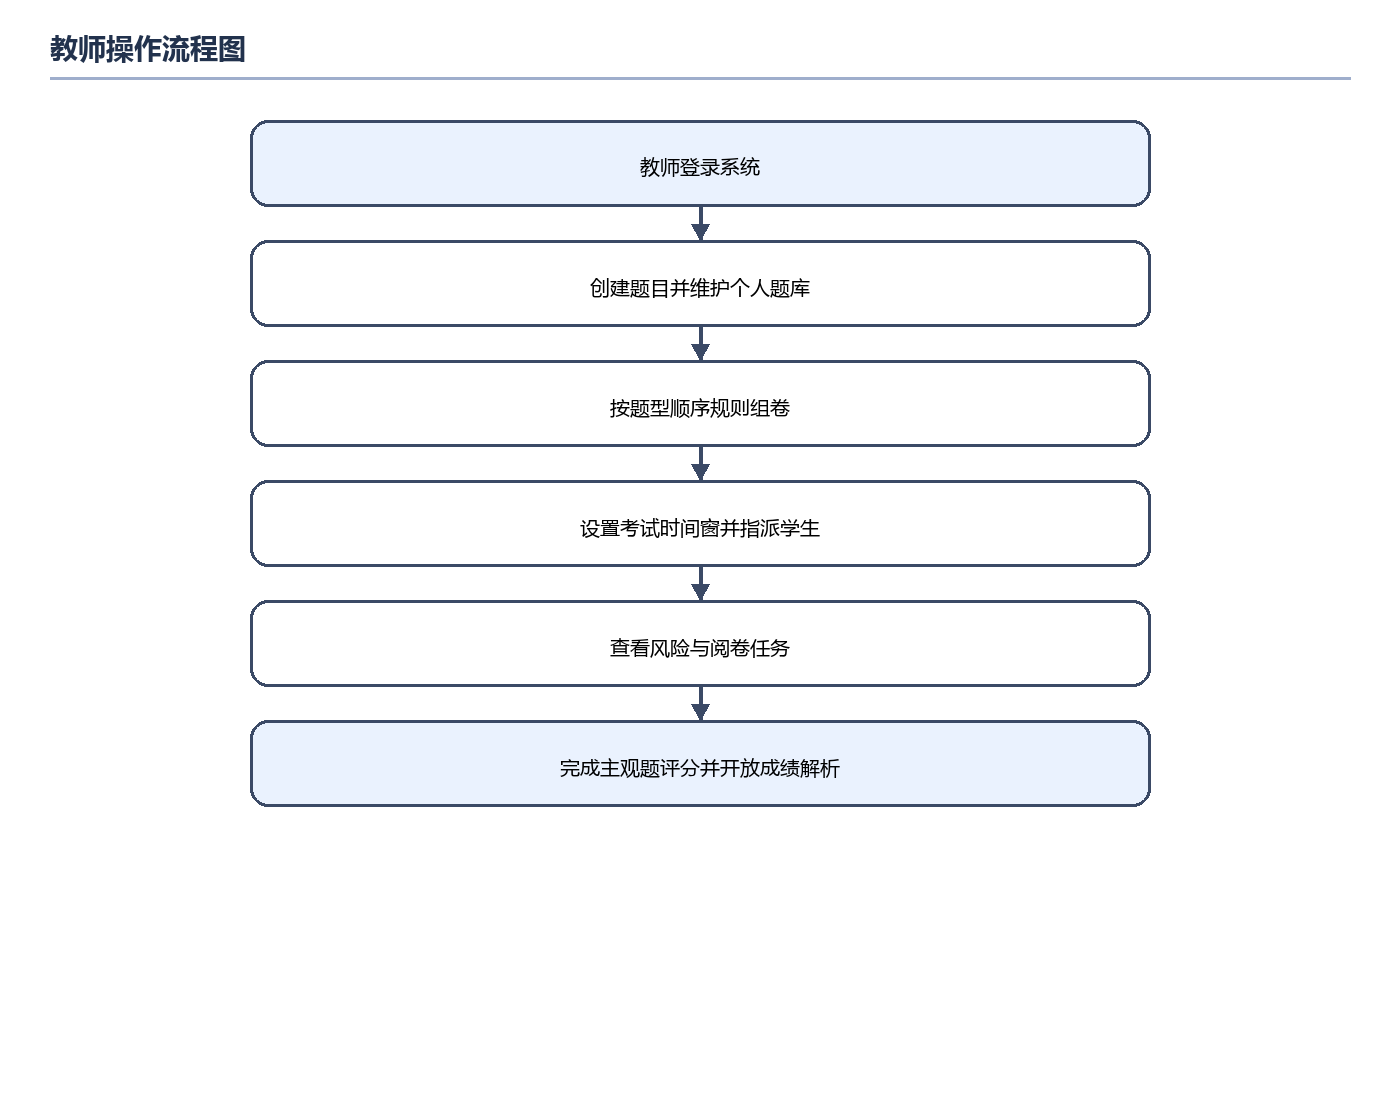 教师操作流程图
教师登录系统
创建题目并维护个人题库
按题型顺序规则组卷
设置考试时间窗并指派学生
查看风险与阅卷任务
完成主观题评分并开放成绩解析